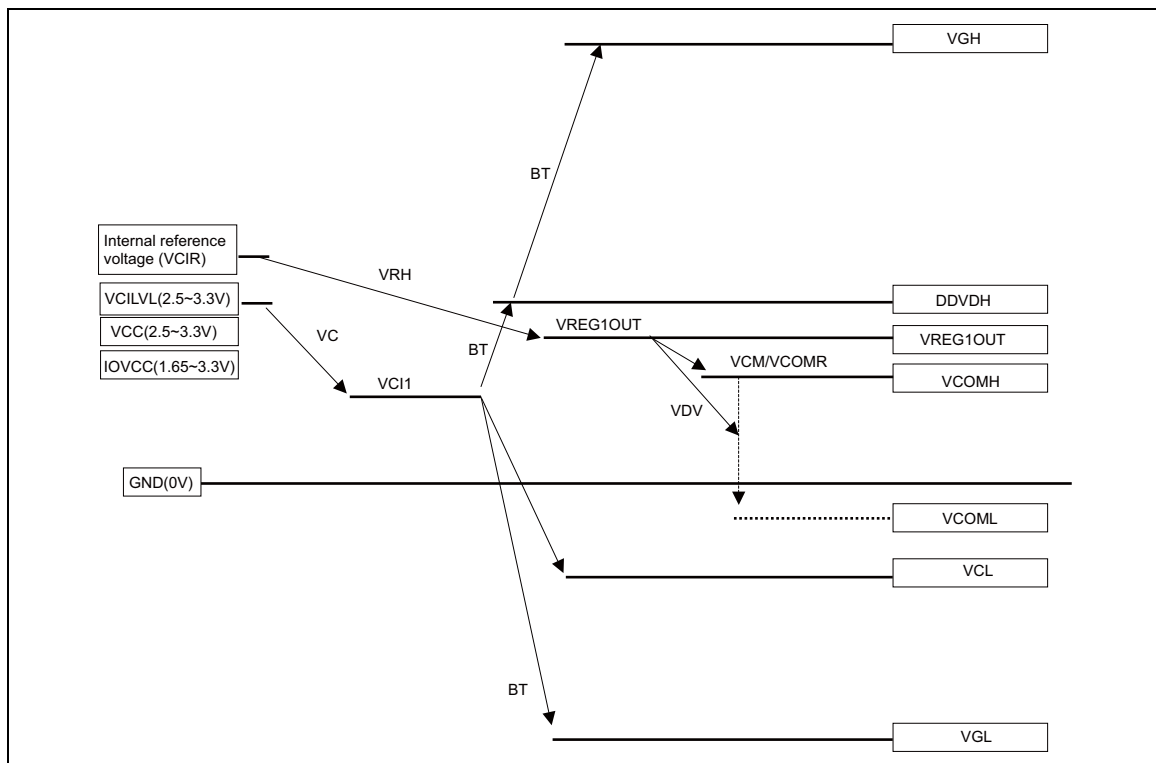 VGH
BT
Internal reference
voltage (VCIR)
VRH
VCILVL(2.5~3.3V)
DDVDH
VCC(2.5~3.3V)
VC
BT
VREG1OUT
VREG1OUT
IOVCC(1.65~3.3V)
VCM/VCOMR
VCI1
VCOMH
VDV
GND(0V)
VCOML
VCL
BT
VGL